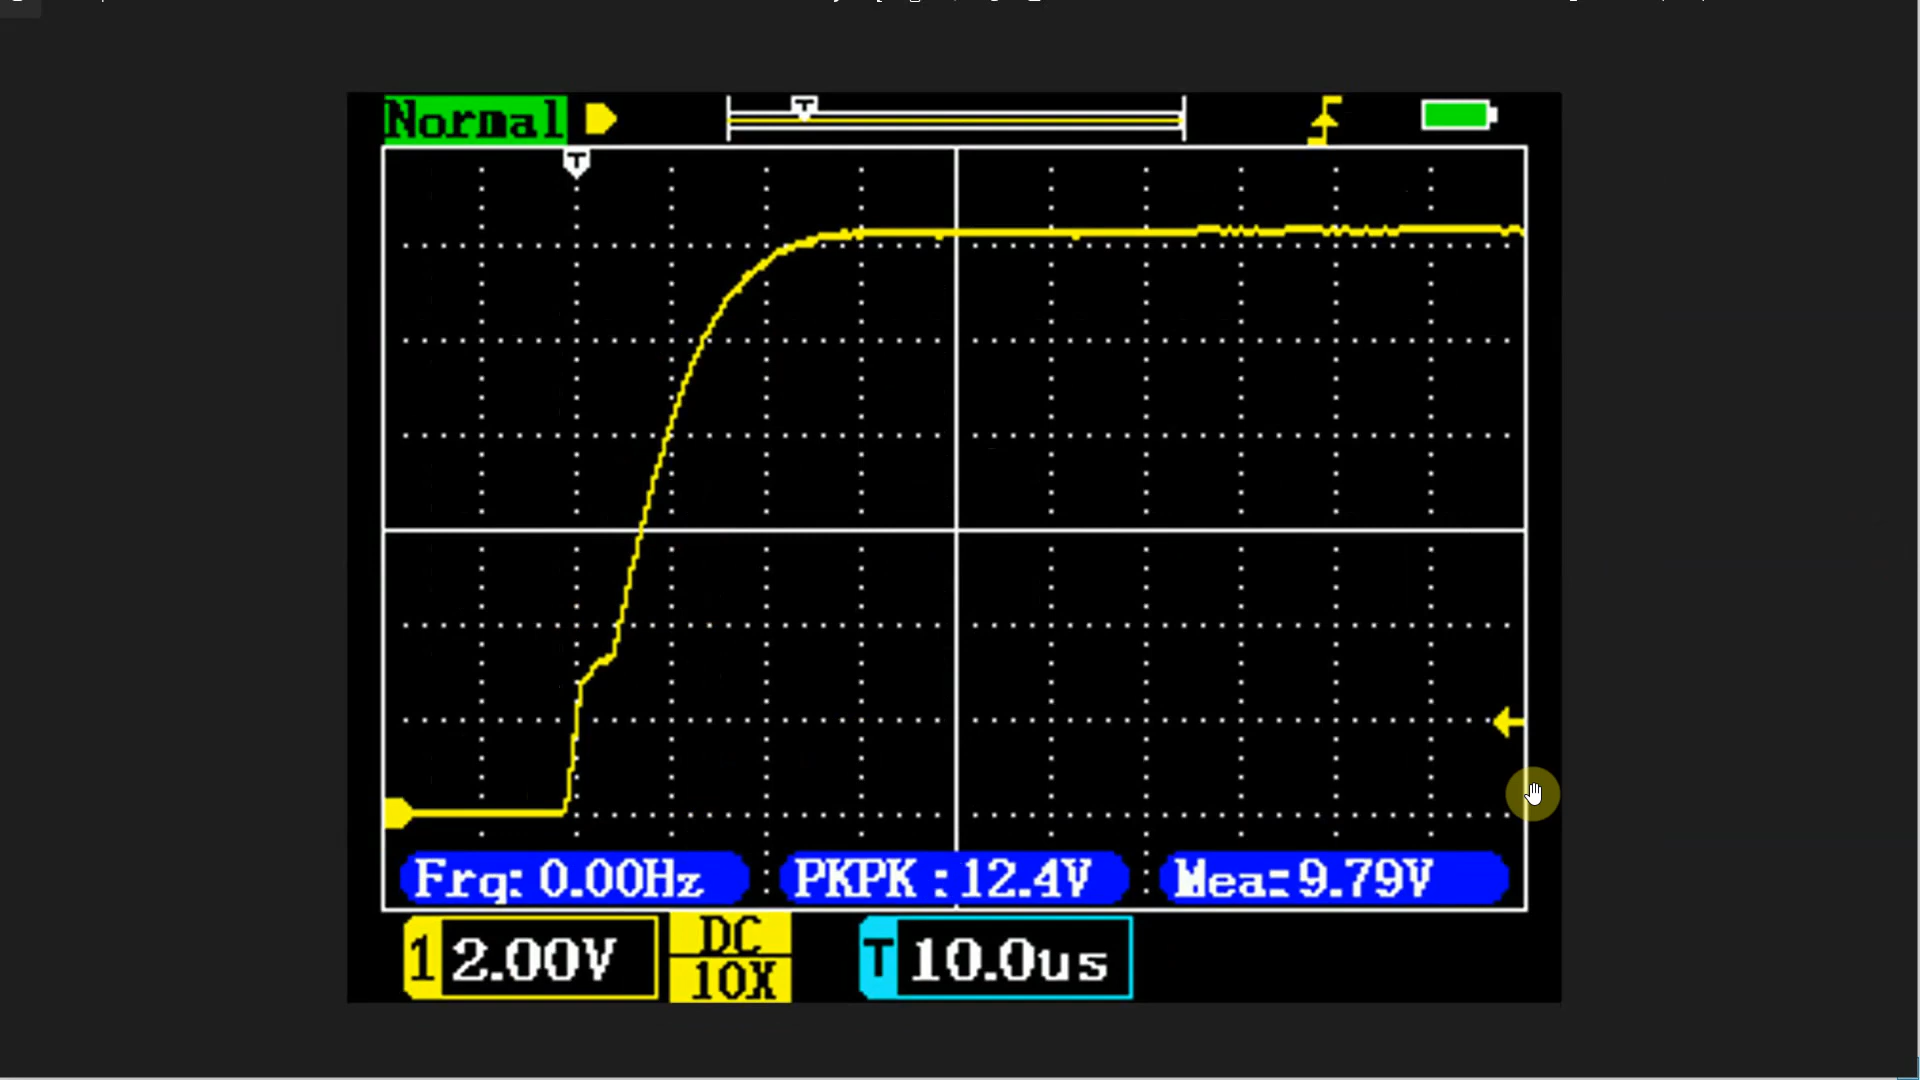 Normal
T
T
Frq: 0.00Hz PKPK :12.4V Mea:9.79V
1 2.00V DC 10X T 10.0us